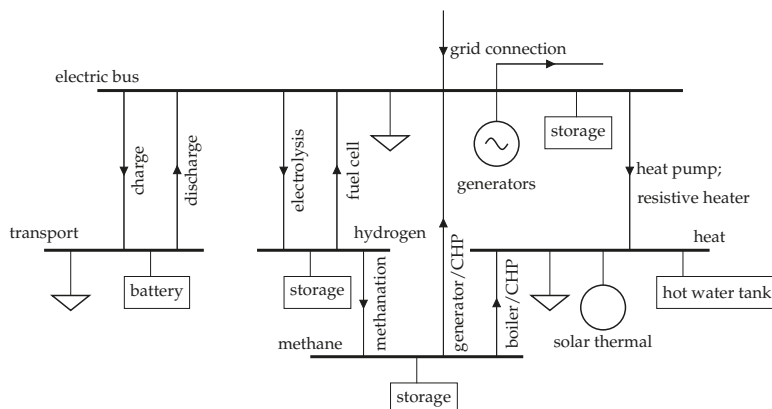 grid connection
electric bus
generators
storage
charge
discharge
electrolysis
fuel cell
heat pump;
resistive heater
transport
hydrogen
heat
battery
storage
methanation
generator/CHP
boiler/CHP
solar thermal
hot water tank
methane
storage